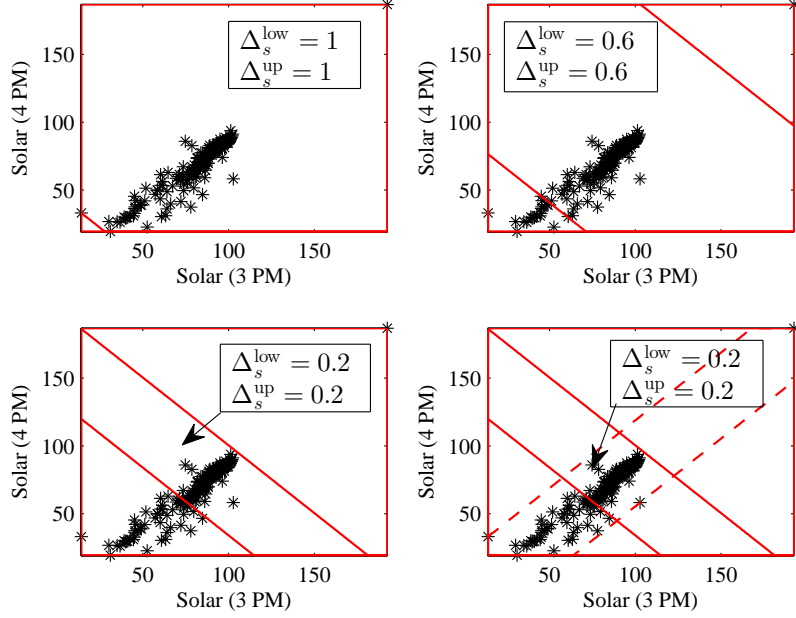 Δ_s^low = 1
Δ_s^up = 1
150
100
50
50 100 150
Solar (4 PM)
Solar (3 PM)
Δ_s^low = 0.6
Δ_s^up = 0.6
150
100
50
50 100 150
Solar (4 PM)
Solar (3 PM)
Δ_s^low = 0.2
Δ_s^up = 0.2
150
100
50
50 100 150
Solar (4 PM)
Solar (3 PM)
Δ_s^low = 0.2
Δ_s^up = 0.2
150
100
50
50 100 150
Solar (4 PM)
Solar (3 PM)